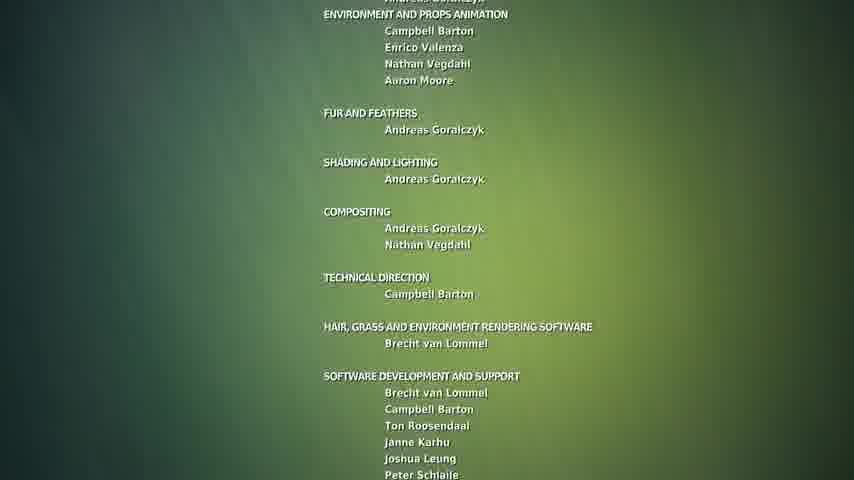 Andreas Goralczyk
ENVIRONMENT AND PROPS ANIMATION
Campbell Barton
Enrico Valenza
Nathan Vegdahl
Aaron Moore
FUR AND FEATHERS
Andreas Goralczyk
SHADING AND LIGHTING
Andreas Goralczyk
COMPOSITING
Andreas Goralczyk
Nathan Vegdahl
TECHNICAL DIRECTION
Campbell Barton
HAIR, GRASS AND ENVIRONMENT RENDERING SOFTWARE
Brecht van Lommel
SOFTWARE DEVELOPMENT AND SUPPORT
Brecht van Lommel
Campbell Barton
Ton Roosendaal
Janne Karhu
Joshua Leung
Peter Schlaile